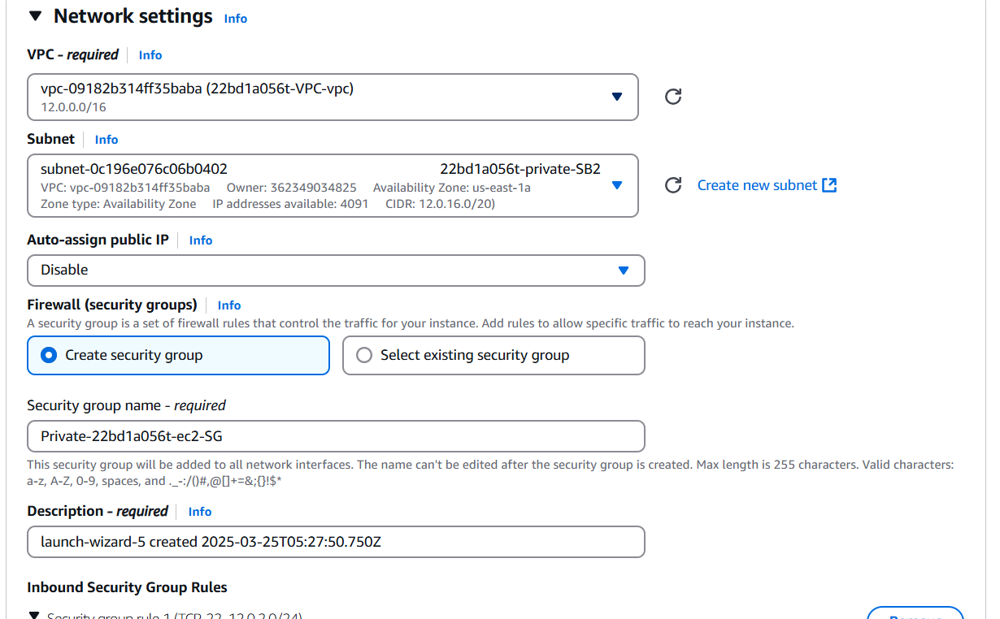 Network settings Info
VPC - required Info
vpc-09182b314ff35baba (22bd1a056t-VPC-vpc)
12.0.0.0/16
Subnet Info
subnet-0c196e076c06b0402 22bd1a056t-private-SB2
VPC: vpc-09182b314ff35baba Owner: 362349034825 Availability Zone: us-east-1a
Zone type: Availability Zone IP addresses available: 4091 CIDR: 12.0.16.0/20)
Create new subnet
Auto-assign public IP Info
Disable
Firewall (security groups) Info
A security group is a set of firewall rules that control the traffic for your instance. Add rules to allow specific traffic to reach your instance.
Create security group Select existing security group
Security group name - required
Private-22bd1a056t-ec2-SG
This security group will be added to all network interfaces. The name can't be edited after the security group is created. Max length is 255 characters. Valid characters:
a-z, A-Z, 0-9, spaces, and ._-:/()#,@[]+=&;{}!$*
Description - required Info
launch-wizard-5 created 2025-03-25T05:27:50.750Z
Inbound Security Group Rules
Security group rule 1 (TCP, 22, 12.0.2.0/24)
Remove